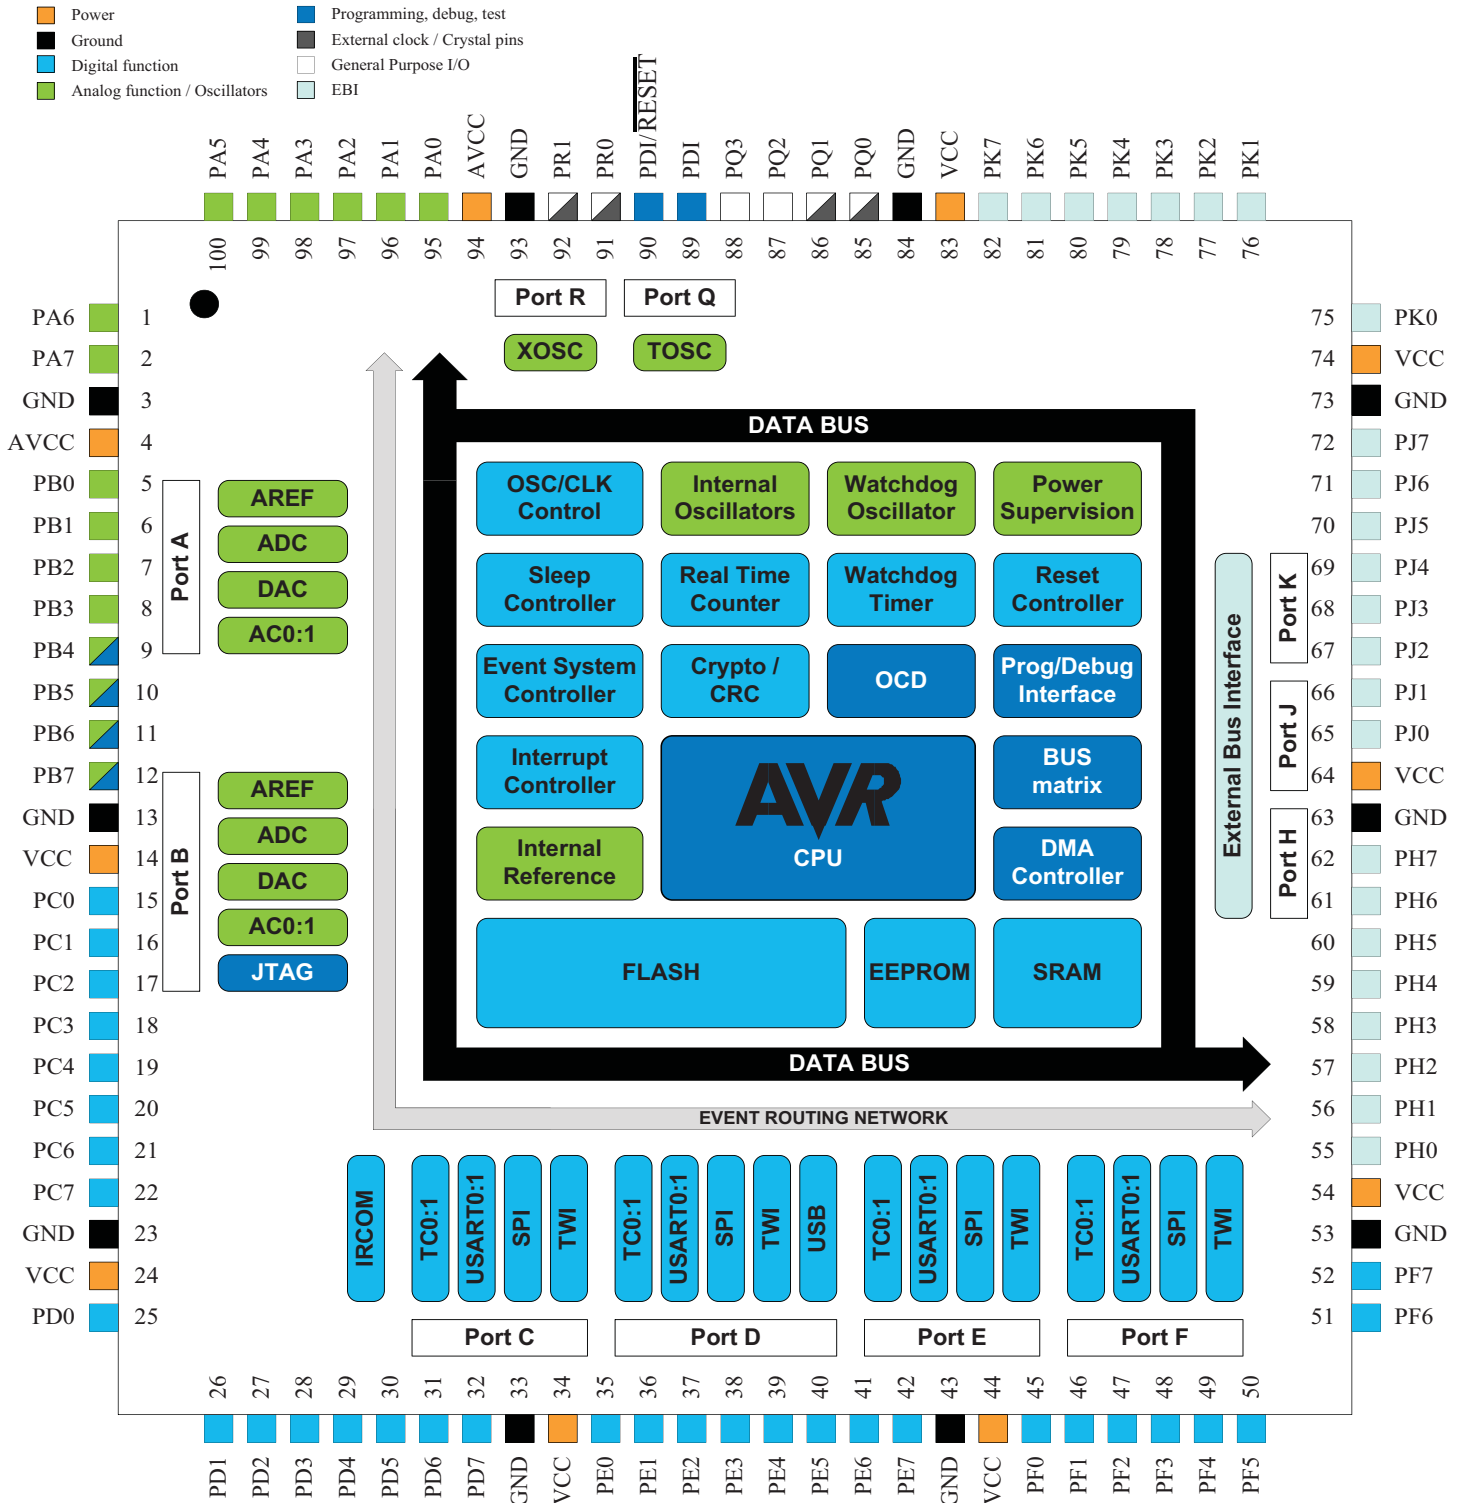 Power
Ground
Digital function
Analog function / Oscillators
Programming, debug, test
External clock / Crystal pins
General Purpose I/O
EBI
PA5
PA4
PA3
PA2
PA1
PA0
AVCC
GND
PR1
PR0
PDI/RESET
PDI
PQ3
PQ2
PQ1
PQ0
GND
VCC
PK7
PK6
PK5
PK4
PK3
PK2
PK1
100
99
98
97
96
95
94
93
92
91
90
89
88
87
86
85
84
83
82
81
80
79
78
77
76
PA6 1
PA7 2
GND 3
AVCC 4
PB0 5
PB1 6
PB2 7
PB3 8
PB4 9
PB5 10
PB6 11
PB7 12
GND 13
VCC 14
PC0 15
PC1 16
PC2 17
PC3 18
PC4 19
PC5 20
PC6 21
PC7 22
GND 23
VCC 24
PD0 25
Port R
Port Q
XOSC
TOSC
Port A
AREF
ADC
DAC
AC0:1
Port B
AREF
ADC
DAC
AC0:1
JTAG
DATA BUS
OSC/CLK
Control
Internal
Oscillators
Watchdog
Oscillator
Power
Supervision
Sleep
Controller
Real Time
Counter
Watchdog
Timer
Reset
Controller
Event System
Controller
Crypto /
CRC
OCD
Prog/Debug
Interface
Interrupt
Controller
AVR
CPU
BUS
matrix
Internal
Reference
DMA
Controller
FLASH
EEPROM
SRAM
DATA BUS
EVENT ROUTING NETWORK
External Bus Interface
Port K
Port J
Port H
75 PK0
74 VCC
73 GND
72 PJ7
71 PJ6
70 PJ5
69 PJ4
68 PJ3
67 PJ2
66 PJ1
65 PJ0
64 VCC
63 GND
62 PH7
61 PH6
60 PH5
59 PH4
58 PH3
57 PH2
56 PH1
55 PH0
54 VCC
53 GND
52 PF7
51 PF6
IRCOM
TC0:1
USART0:1
SPI
TWI
TC0:1
USART0:1
SPI
TWI
USB
TC0:1
USART0:1
SPI
TWI
TC0:1
USART0:1
SPI
TWI
Port C
Port D
Port E
Port F
26
27
28
29
30
31
32
33
34
35
36
37
38
39
40
41
42
43
44
45
46
47
48
49
50
PD1
PD2
PD3
PD4
PD5
PD6
PD7
GND
VCC
PE0
PE1
PE2
PE3
PE4
PE5
PE6
PE7
GND
VCC
PF0
PF1
PF2
PF3
PF4
PF5